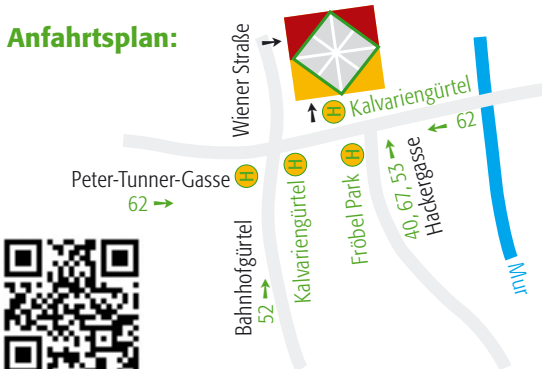 Anfahrtsplan:
Wiener Straße
H Kalvariengürtel
62
Peter-Tunner-Gasse H
62
H
Kalvariengürtel
H
Fröbel Park
40, 67, 53
Hackergasse
Bahnhofgürtel
52
Mur